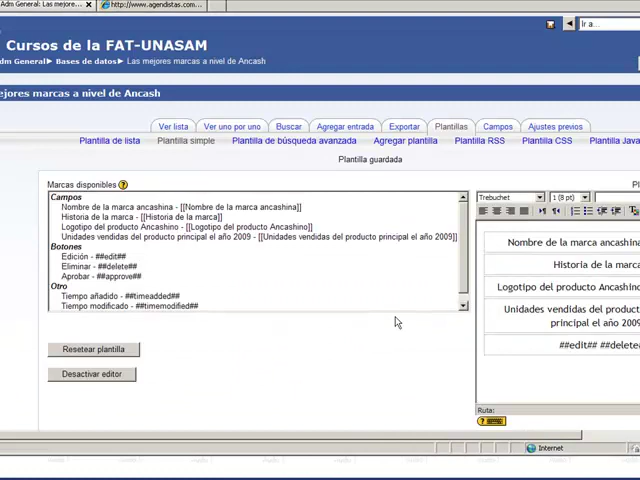 Adm General: Las mejore...
http://www.agendistas.com...
Ir a...
Cursos de la FAT-UNASAM
dm General► Bases de datos► Las mejores marcas a nivel de Ancash
ejores marcas a nivel de Ancash
Ver lista
Ver uno por uno
Buscar
Agregar entrada
Exportar
Plantillas
Campos
Ajustes previos
Plantilla de lista
Plantilla simple
Plantilla de búsqueda avanzada
Agregar plantilla
Plantilla RSS
Plantilla CSS
Plantilla Java
Plantilla guardada
Marcas disponibles
Pl
Campos
Nombre de la marca ancashina - [[Nombre de la marca ancashina]]
Historia de la marca - [[Historia de la marca]]
Logotipo del producto Ancashino - [[Logotipo del producto Ancashino]]
Unidades vendidas del producto principal el año 2009 - [[Unidades vendidas del producto principal el año 2009]]
Botones
Edición - ##edit##
Eliminar - ##delete##
Aprobar - ##approve##
Otro
Tiempo añadido - ##timeadded##
Tiempo modificado - ##timemodified##
Trebuchet
1 (8 pt)
Nombre de la marca ancashina
Historia de la marca
Logotipo del producto Ancashino
Unidades vendidas del product
principal el año 2009
##edit## ##delete
Resetear plantilla
Desactivar editor
Ruta:
Internet